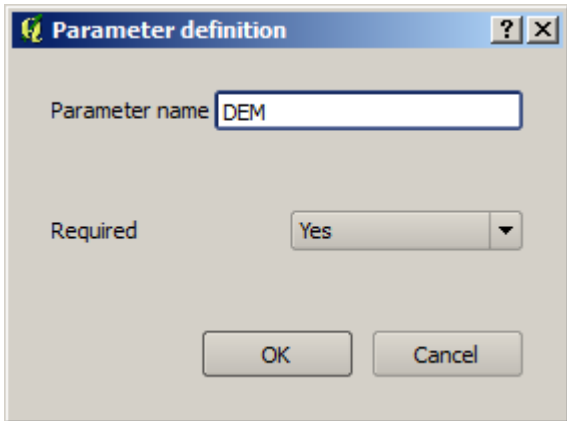 Parameter definition
Parameter name DEM
Required Yes
OK Cancel